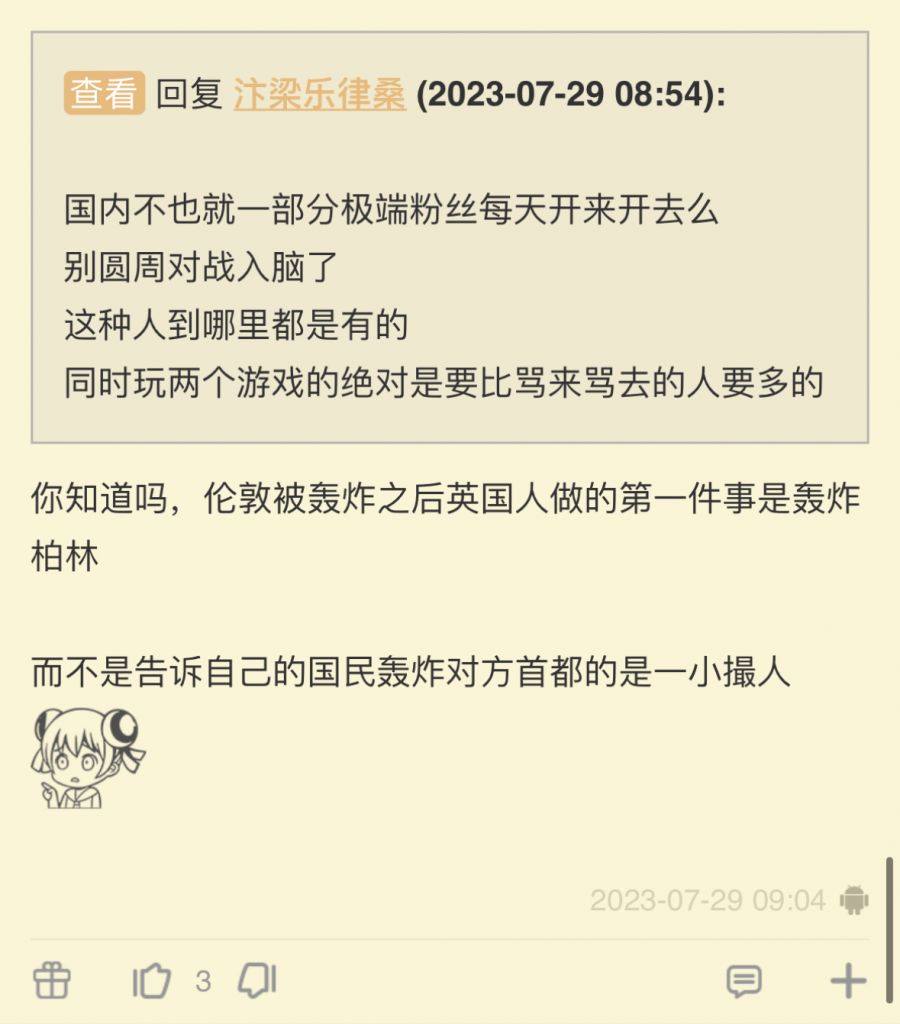 查看 回复 汴梁乐律桑 (2023-07-29 08:54):
国内不也就一部分极端粉丝每天开来开去么
别圆周对战入脑了
这种人到哪里都是有的
同时玩两个游戏的绝对是要比骂来骂去的人要多的
你知道吗，伦敦被轰炸之后英国人做的第一件事是轰炸
柏林
而不是告诉自己的国民轰炸对方首都的是一小撮人
2023-07-29 09:04
3